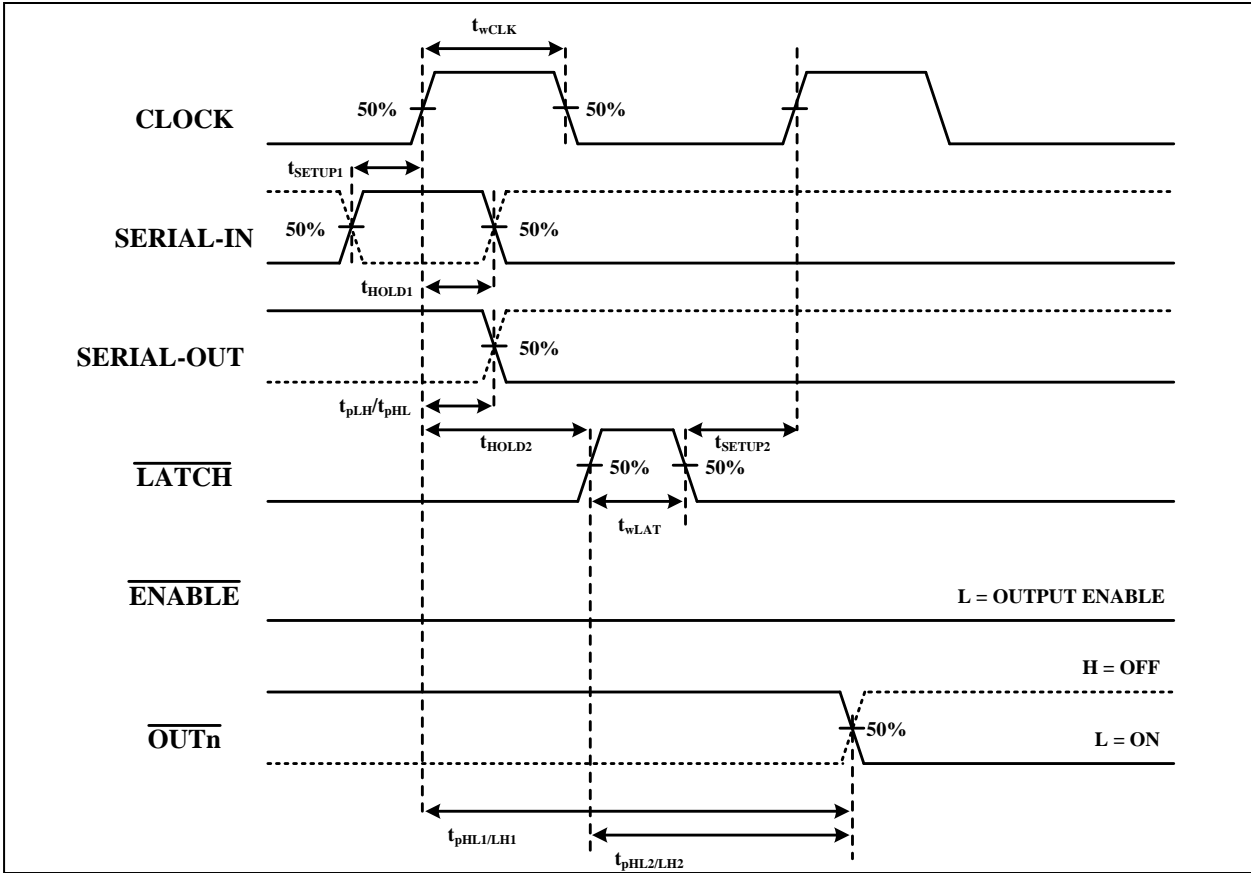 t_wCLK
50%
50%
CLOCK
t_SETUP1
50%
50%
SERIAL-IN
t_HOLD1
50%
SERIAL-OUT
t_pLH/t_pHL
t_HOLD2
t_SETUP2
50%
50%
LATCH
t_wLAT
ENABLE
L = OUTPUT ENABLE
H = OFF
50%
OUTn
L = ON
t_pHL1/LH1
t_pHL2/LH2